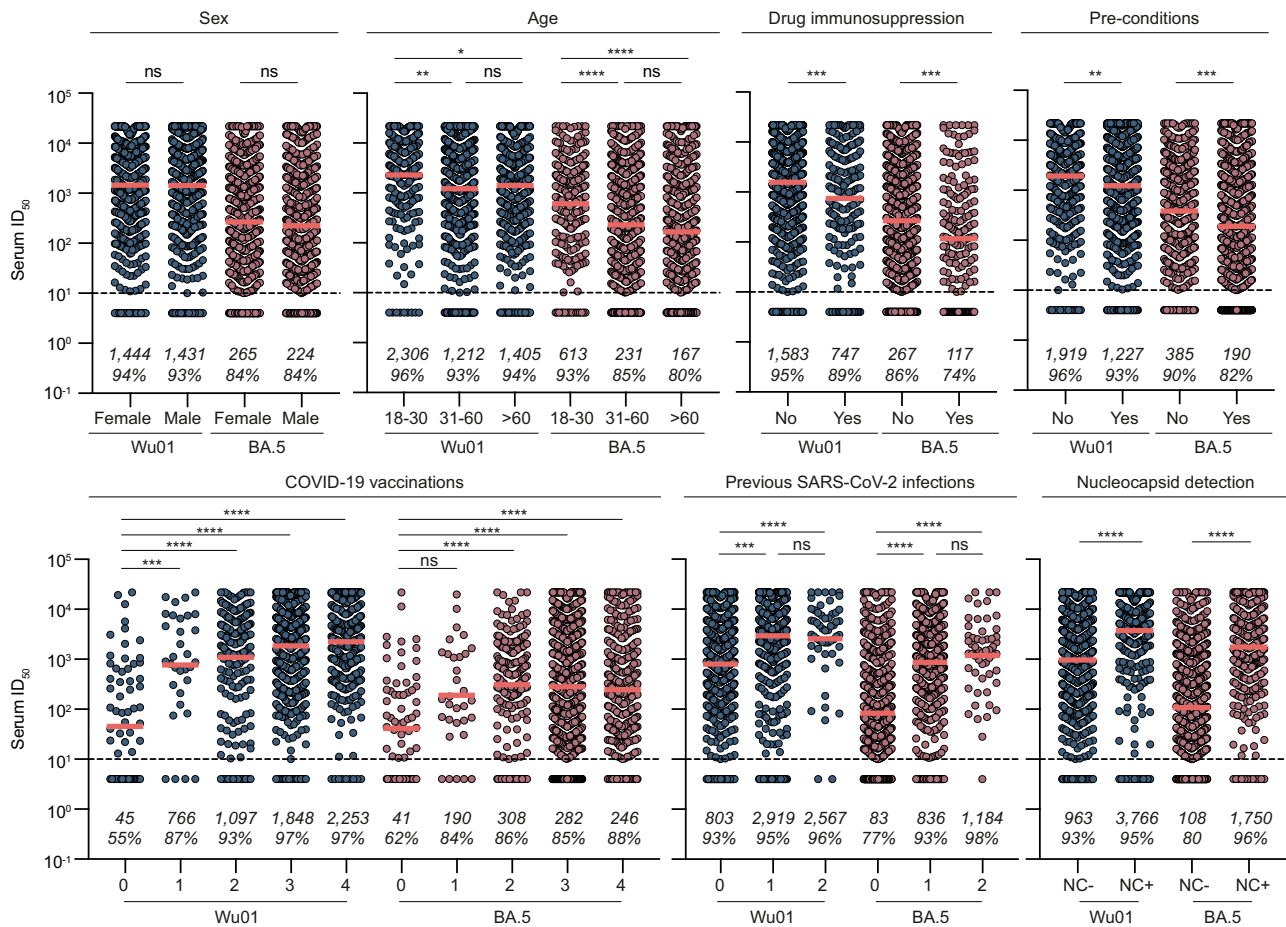 Sex Age Drug immunosuppression Pre-conditions
* ****
ns ns ** ns **** ns *** *** ** ***
Serum ID50
10^5
10^4
10^3
10^2
10^1
10^0
10^-1
1,444 1,431 265 224 2,306 1,212 1,405 613 231 167 1,583 747 267 117 1,919 1,227 385 190
94% 93% 84% 84% 96% 93% 94% 93% 85% 80% 95% 89% 86% 74% 96% 93% 90% 82%
Female Male Female Male 18-30 31-60 >60 18-30 31-60 >60 No Yes No Yes No Yes No Yes
Wu01 BA.5 Wu01 BA.5 Wu01 BA.5 Wu01 BA.5
COVID-19 vaccinations Previous SARS-CoV-2 infections Nucleocapsid detection
**** ****
**** **** **** ****
**** **** *** ns **** ns **** ****
*** ns
Serum ID50
10^5
10^4
10^3
10^2
10^1
10^0
10^-1
45 766 1,097 1,848 2,253 41 190 308 282 246 803 2,919 2,567 83 836 1,184 963 3,766 108 1,750
55% 87% 93% 97% 97% 62% 84% 86% 85% 88% 93% 95% 96% 77% 93% 98% 93% 95% 80 96%
0 1 2 3 4 0 1 2 3 4 0 1 2 0 1 2 NC- NC+ NC- NC+
Wu01 BA.5 Wu01 BA.5 Wu01 BA.5